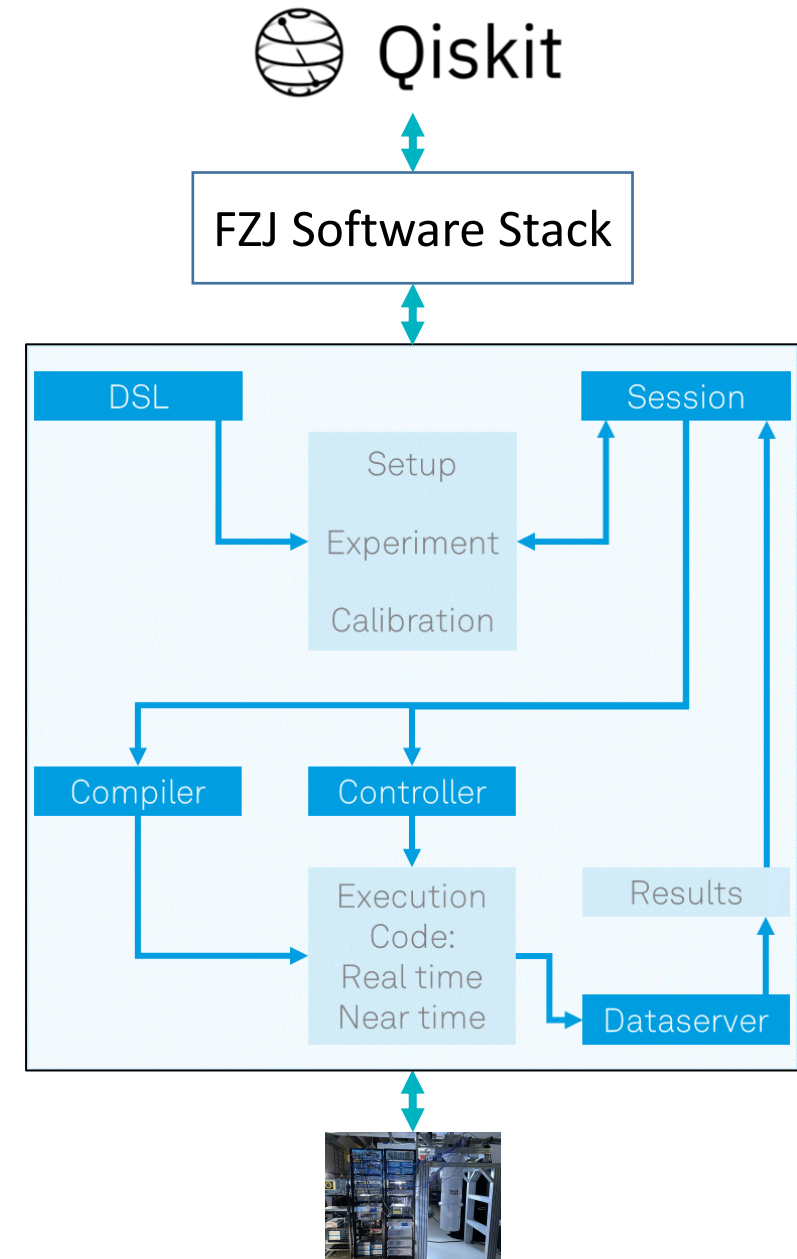 Qiskit
FZJ Software Stack
DSL
Session
Setup
Experiment
Calibration
Compiler
Controller
Execution
Code:
Real time
Near time
Results
Dataserver